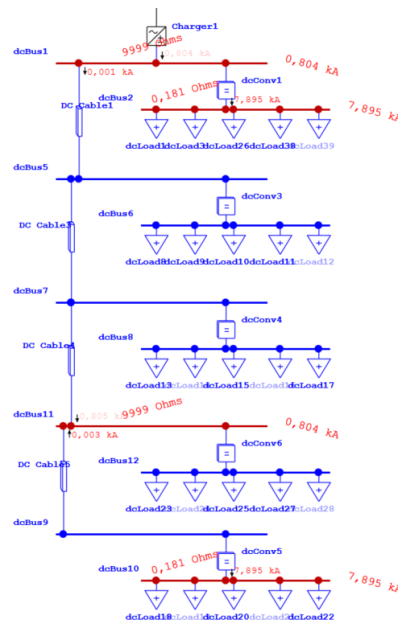 Charger1
dcBus1
9999 Ohms
0,804 kA
0,804 kA
0,001 kA
dcConv1
dcBus2
0,181 Ohms
7,895 kA
7,895 kA
DC Cable1
dcLoad26
dcLoad38
dcLoad39
dcBus5
dcConv3
dcBus6
DC Cable3
dcLoad8
dcLoad9
dcLoad10
dcLoad11
dcLoad12
dcBus7
dcConv4
dcBus8
DC Cable4
dcLoad13
dcLoad15
dcLoad17
dcBus11
0,805 kA
9999 Ohms
0,804 kA
0,003 kA
dcConv6
dcBus12
DC Cable5
dcLoad23
dcLoad25
dcLoad27
dcLoad28
dcBus9
dcConv5
dcBus10
0,181 Ohms
7,895 kA
7,895 kA
dcLoad18
dcLoad20
dcLoad22